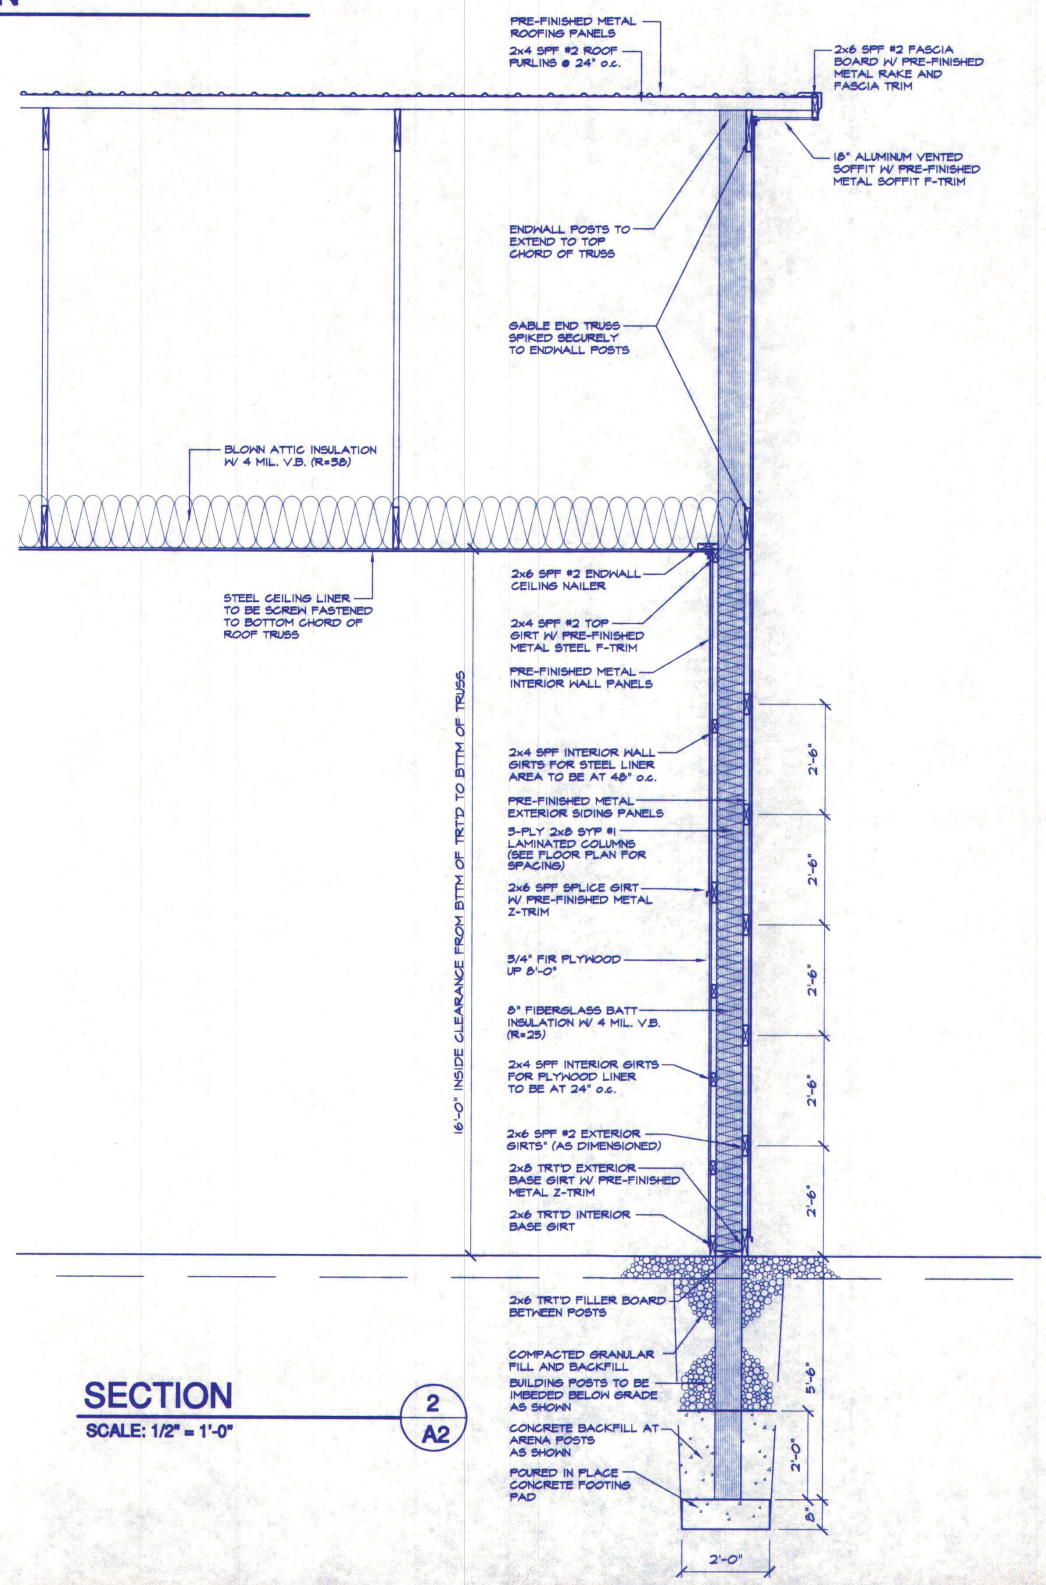 N
PRE-FINISHED METAL
ROOFING PANELS
2x4 SPF #2 ROOF
PURLINS @ 24" o.c.
2x6 SPF #2 FASCIA
BOARD W/ PRE-FINISHED
METAL RAKE AND
FASCIA TRIM
18" ALUMINUM VENTED
SOFFIT W/ PRE-FINISHED
METAL SOFFIT F-TRIM
ENDWALL POSTS TO
EXTEND TO TOP
CHORD OF TRUSS
GABLE END TRUSS
SPIKED SECURELY
TO ENDWALL POSTS
BLOWN ATTIC INSULATION
W/ 4 MIL. V.B. (R=38)
STEEL CEILING LINER
TO BE SCREW FASTENED
TO BOTTOM CHORD OF
ROOF TRUSS
2x6 SPF #2 ENDWALL
CEILING NAILER
2x4 SPF #2 TOP
GIRT W/ PRE-FINISHED
METAL STEEL F-TRIM
PRE-FINISHED METAL
INTERIOR WALL PANELS
16'-0" INSIDE CLEARANCE FROM BTTM OF TRT'D TO BTTM OF TRUSS
2x4 SPF INTERIOR WALL
GIRTS FOR STEEL LINER
AREA TO BE AT 48" o.c.
PRE-FINISHED METAL
EXTERIOR SIDING PANELS
3-PLY 2x8 SYP #1
LAMINATED COLUMNS
(SEE FLOOR PLAN FOR
SPACING)
2x6 SPF SPLICE GIRT
W/ PRE-FINISHED METAL
Z-TRIM
3/4" FIR PLYWOOD
UP 8'-0"
8" FIBERGLASS BATT
INSULATION W/ 4 MIL. V.B.
(R=25)
2x4 SPF INTERIOR GIRTS
FOR PLYWOOD LINER
TO BE AT 24" o.c.
2x6 SPF #2 EXTERIOR
GIRTS" (AS DIMENSIONED)
2x8 TRT'D EXTERIOR
BASE GIRT W/ PRE-FINISHED
METAL Z-TRIM
2x6 TRT'D INTERIOR
BASE GIRT
2'-6"
2'-6"
2'-6"
2'-6"
2'-6"
2x6 TRT'D FILLER BOARD
BETWEEN POSTS
COMPACTED GRANULAR
FILL AND BACKFILL
BUILDING POSTS TO BE
IMBEDED BELOW GRADE
AS SHOWN
CONCRETE BACKFILL AT
ARENA POSTS
AS SHOWN
POURED IN PLACE
CONCRETE FOOTING
PAD
5'-6"
2'-0"
8"
2'-0"
SECTION
SCALE: 1/2" = 1'-0"
2
A2